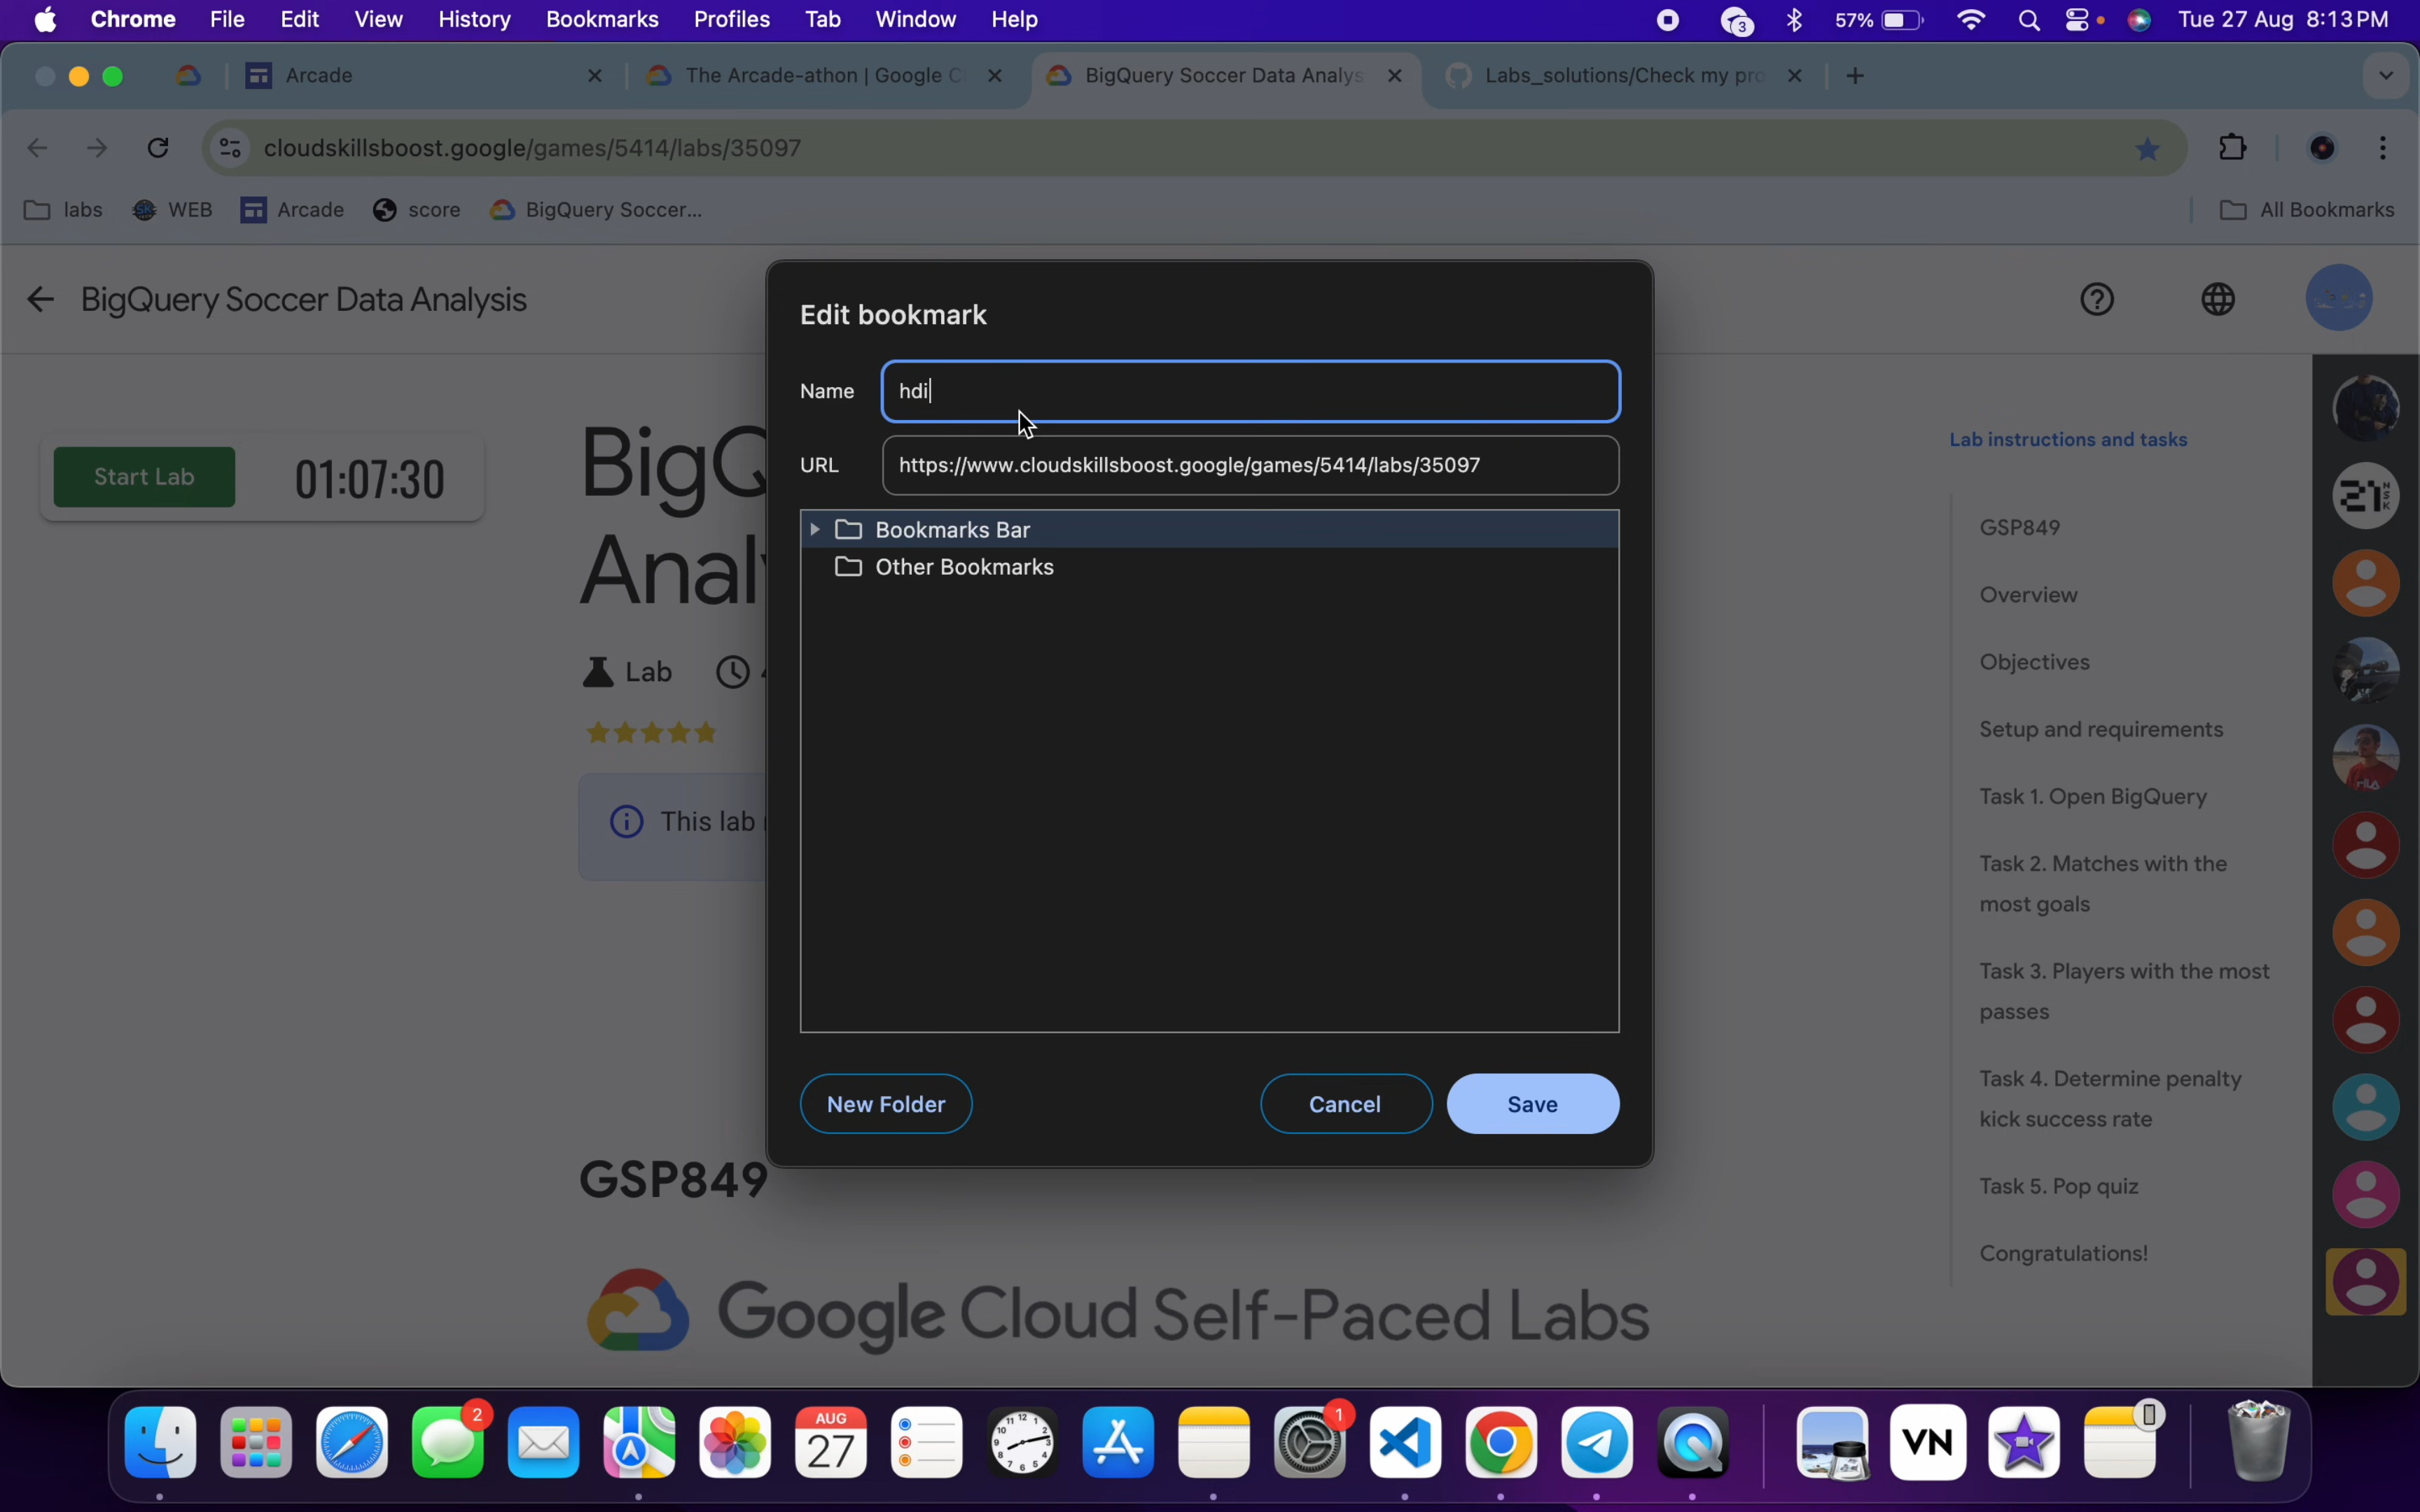 Chrome File Edit View History Bookmarks Profiles Tab Window Help 3 57% Tue 27 Aug 8:13 PM
Arcade The Arcade-athon | Google C BigQuery Soccer Data Analys Labs_solutions/Check my pro
cloudskillsboost.google/games/5414/labs/35097
labs WEB Arcade score BigQuery Soccer... All Bookmarks
BigQuery Soccer Data Analysis
Edit bookmark
Name hdi
URL https://www.cloudskillsboost.google/games/5414/labs/35097
Bookmarks Bar
Other Bookmarks
New Folder Cancel Save
Start Lab 01:07:30
BigQ
Anal
Lab
This lab
GSP849
Google Cloud Self-Paced Labs
Lab instructions and tasks
GSP849
Overview
Objectives
Setup and requirements
Task 1. Open BigQuery
Task 2. Matches with the
most goals
Task 3. Players with the most
passes
Task 4. Determine penalty
kick success rate
Task 5. Pop quiz
Congratulations!
21 NSK
2 AUG 27 1 VN